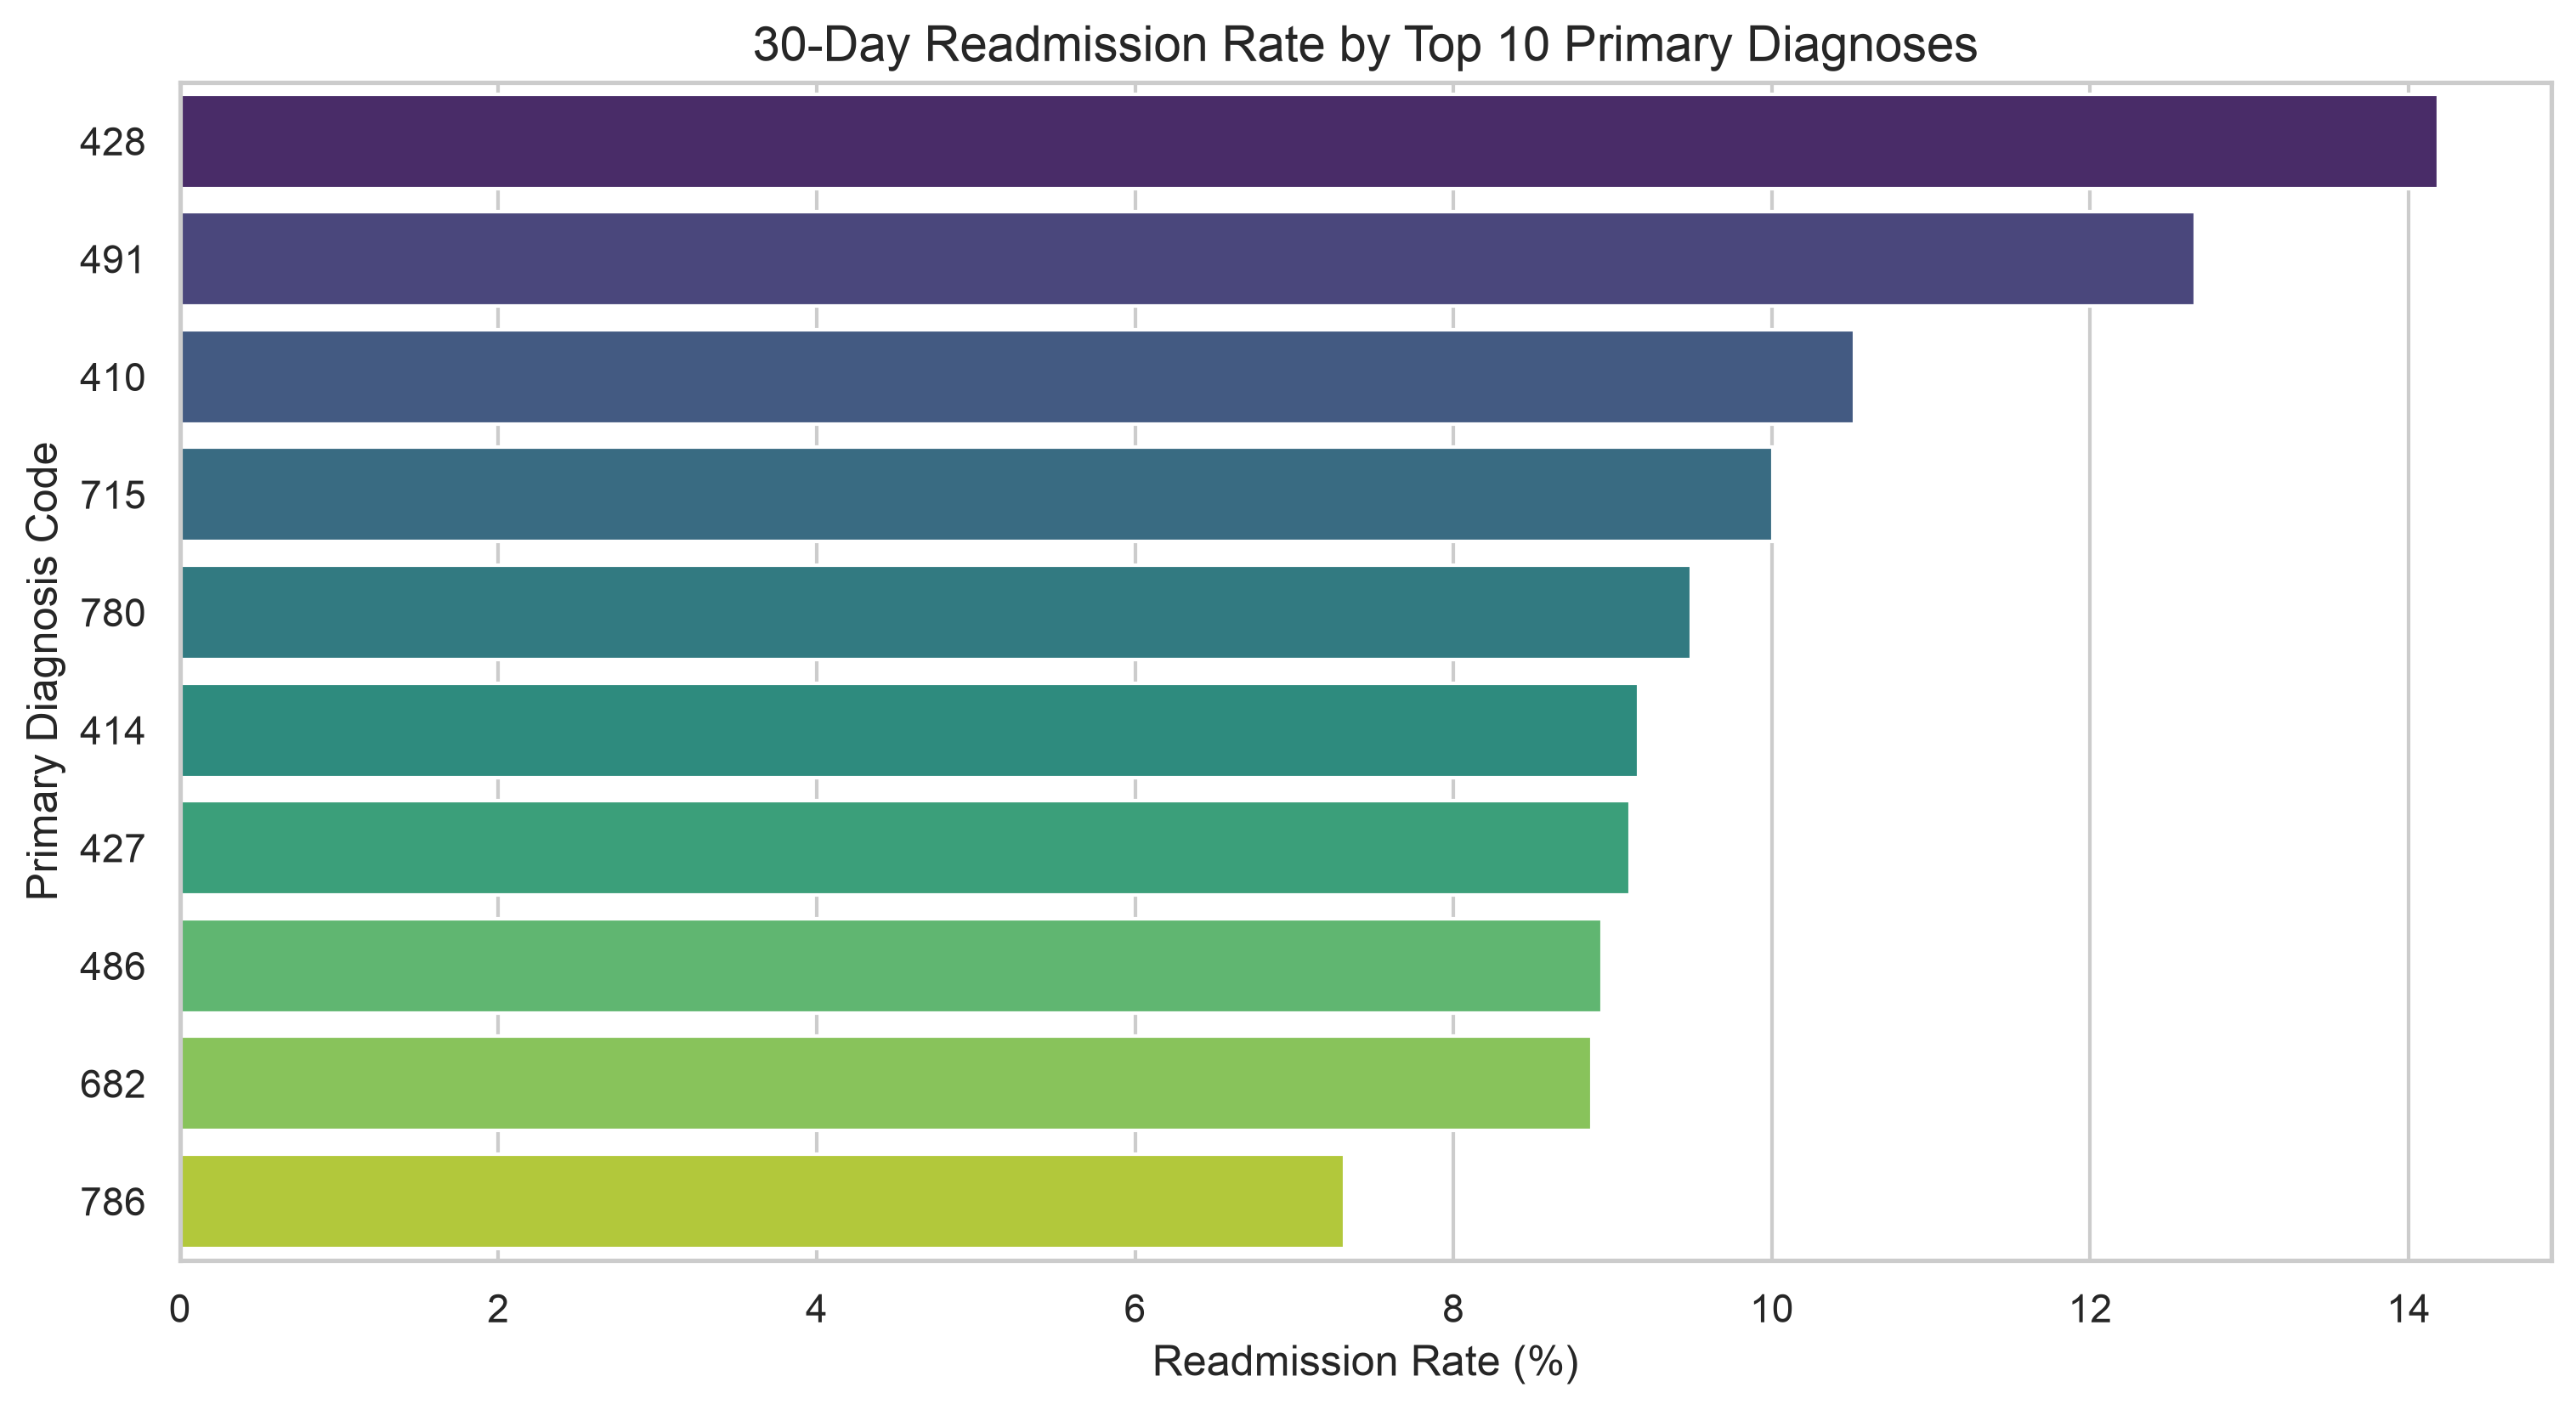 30-Day Readmission Rate by Top 10 Primary Diagnoses
Primary Diagnosis Code
428
491
410
715
780
414
427
486
682
786
0 2 4 6 8 10 12 14
Readmission Rate (%)